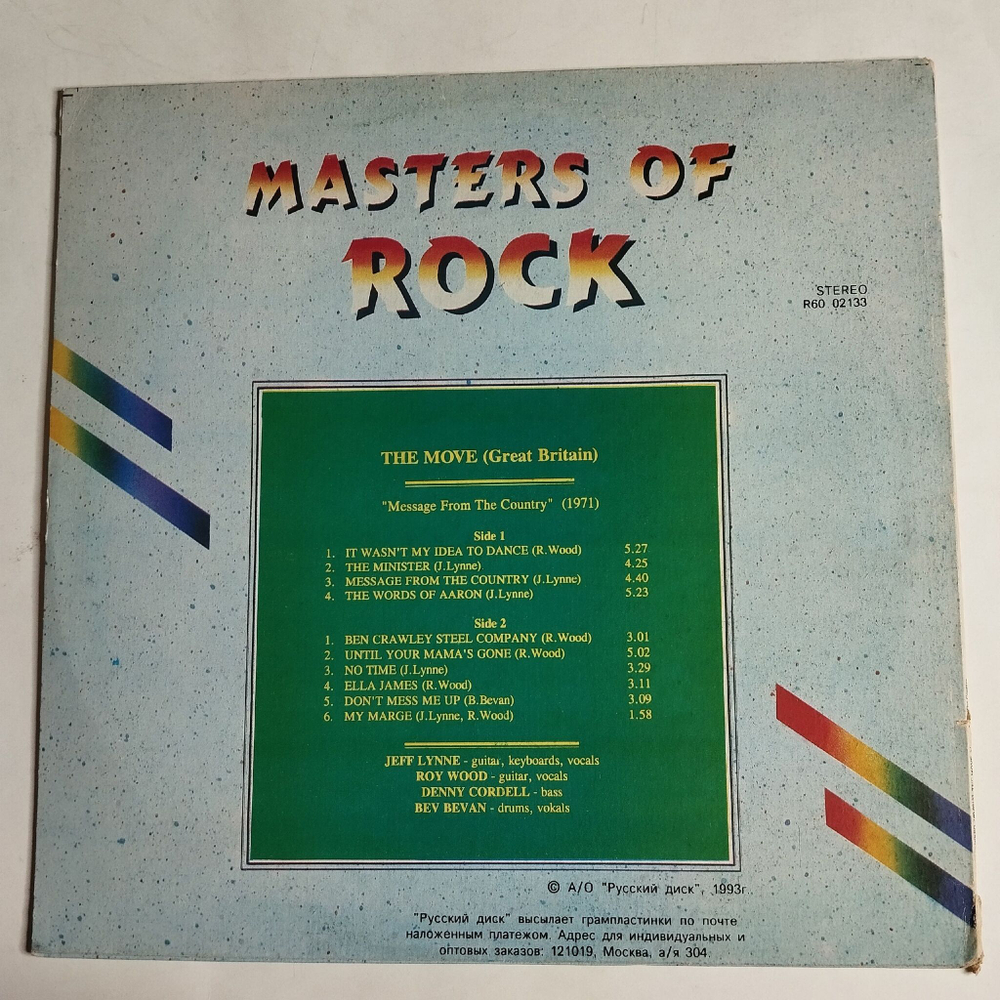 MASTERS OF
ROCK
STEREO
R60 02133
THE MOVE (Great Britain)
"Message From The Country" (1971)
Side 1
1. IT WASN'T MY IDEA TO DANCE (R.Wood) 5.27
2. THE MINISTER (J.Lynne) 4.25
3. MESSAGE FROM THE COUNTRY (J.Lynne) 4.40
4. THE WORDS OF AARON (J.Lynne) 5.23
Side 2
1. BEN CRAWLEY STEEL COMPANY (R.Wood) 3.01
2. UNTIL YOUR MAMA'S GONE (R.Wood) 5.02
3. NO TIME (J.Lynne) 3.29
4. ELLA JAMES (R.Wood) 3.11
5. DON'T MESS ME UP (B.Bevan) 3.09
6. MY MARGE (J.Lynne, R.Wood) 1.58
JEFF LYNNE - guitar, keyboards, vocals
ROY WOOD - guitar, vocals
DENNY CORDELL - bass
BEV BEVAN - drums, vokals
© А/О "Русский диск", 1993г.
"Русский диск" высылает грампластинки по почте
наложенным платежом. Адрес для индивидуальных и
оптовых заказов: 121019, Москва, а/я 304.